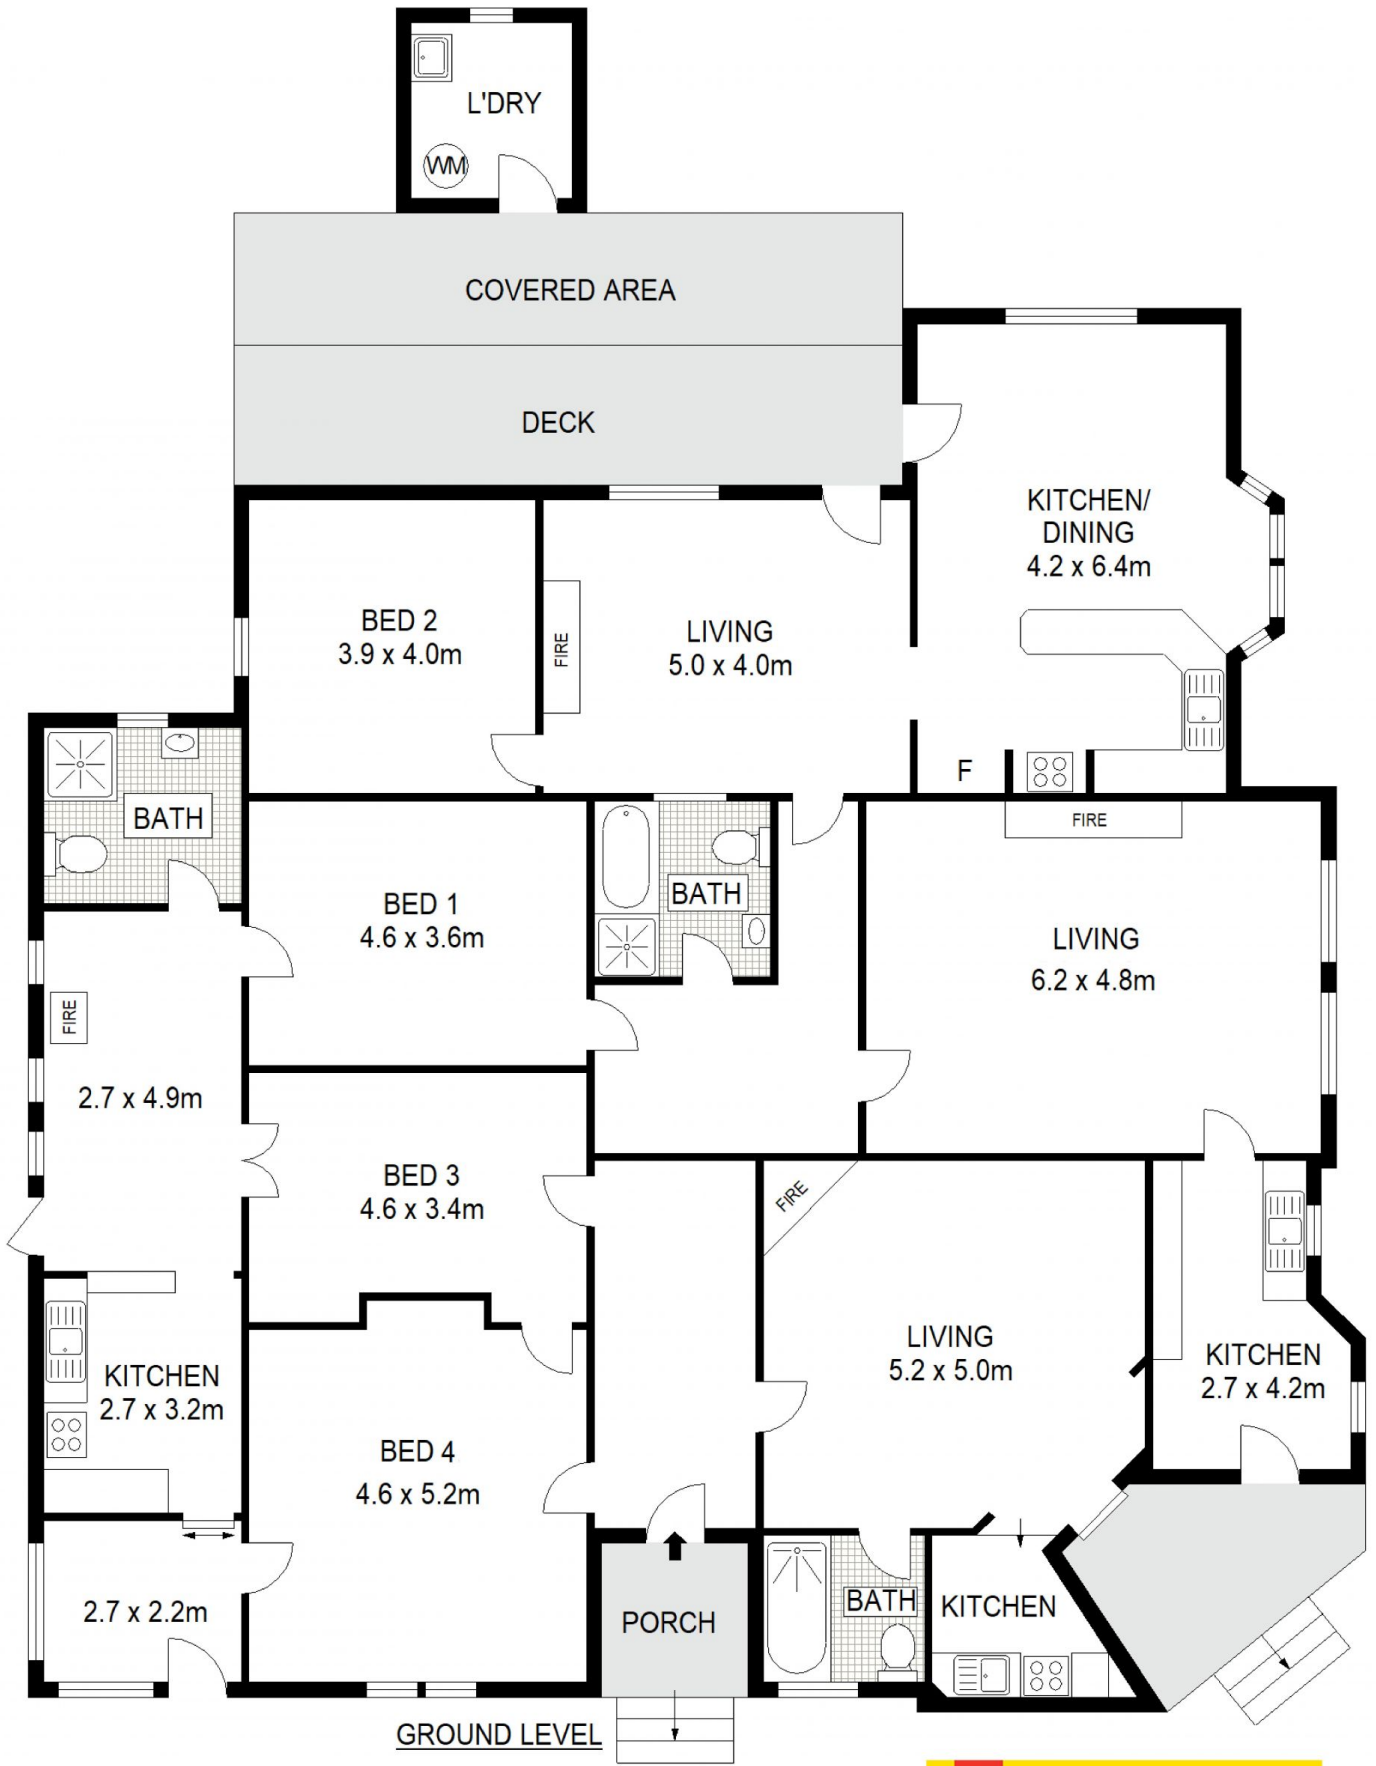 L'DRY
WM
COVERED AREA
DECK
KITCHEN/
DINING
4.2 x 6.4m
BED 2
3.9 x 4.0m
FIRE
LIVING
5.0 x 4.0m
F
BATH
FIRE
BED 1
4.6 x 3.6m
BATH
LIVING
6.2 x 4.8m
FIRE
2.7 x 4.9m
BED 3
4.6 x 3.4m
FIRE
LIVING
5.2 x 5.0m
KITCHEN
2.7 x 4.2m
KITCHEN
2.7 x 3.2m
BED 4
4.6 x 5.2m
2.7 x 2.2m
PORCH
BATH
KITCHEN
GROUND LEVEL